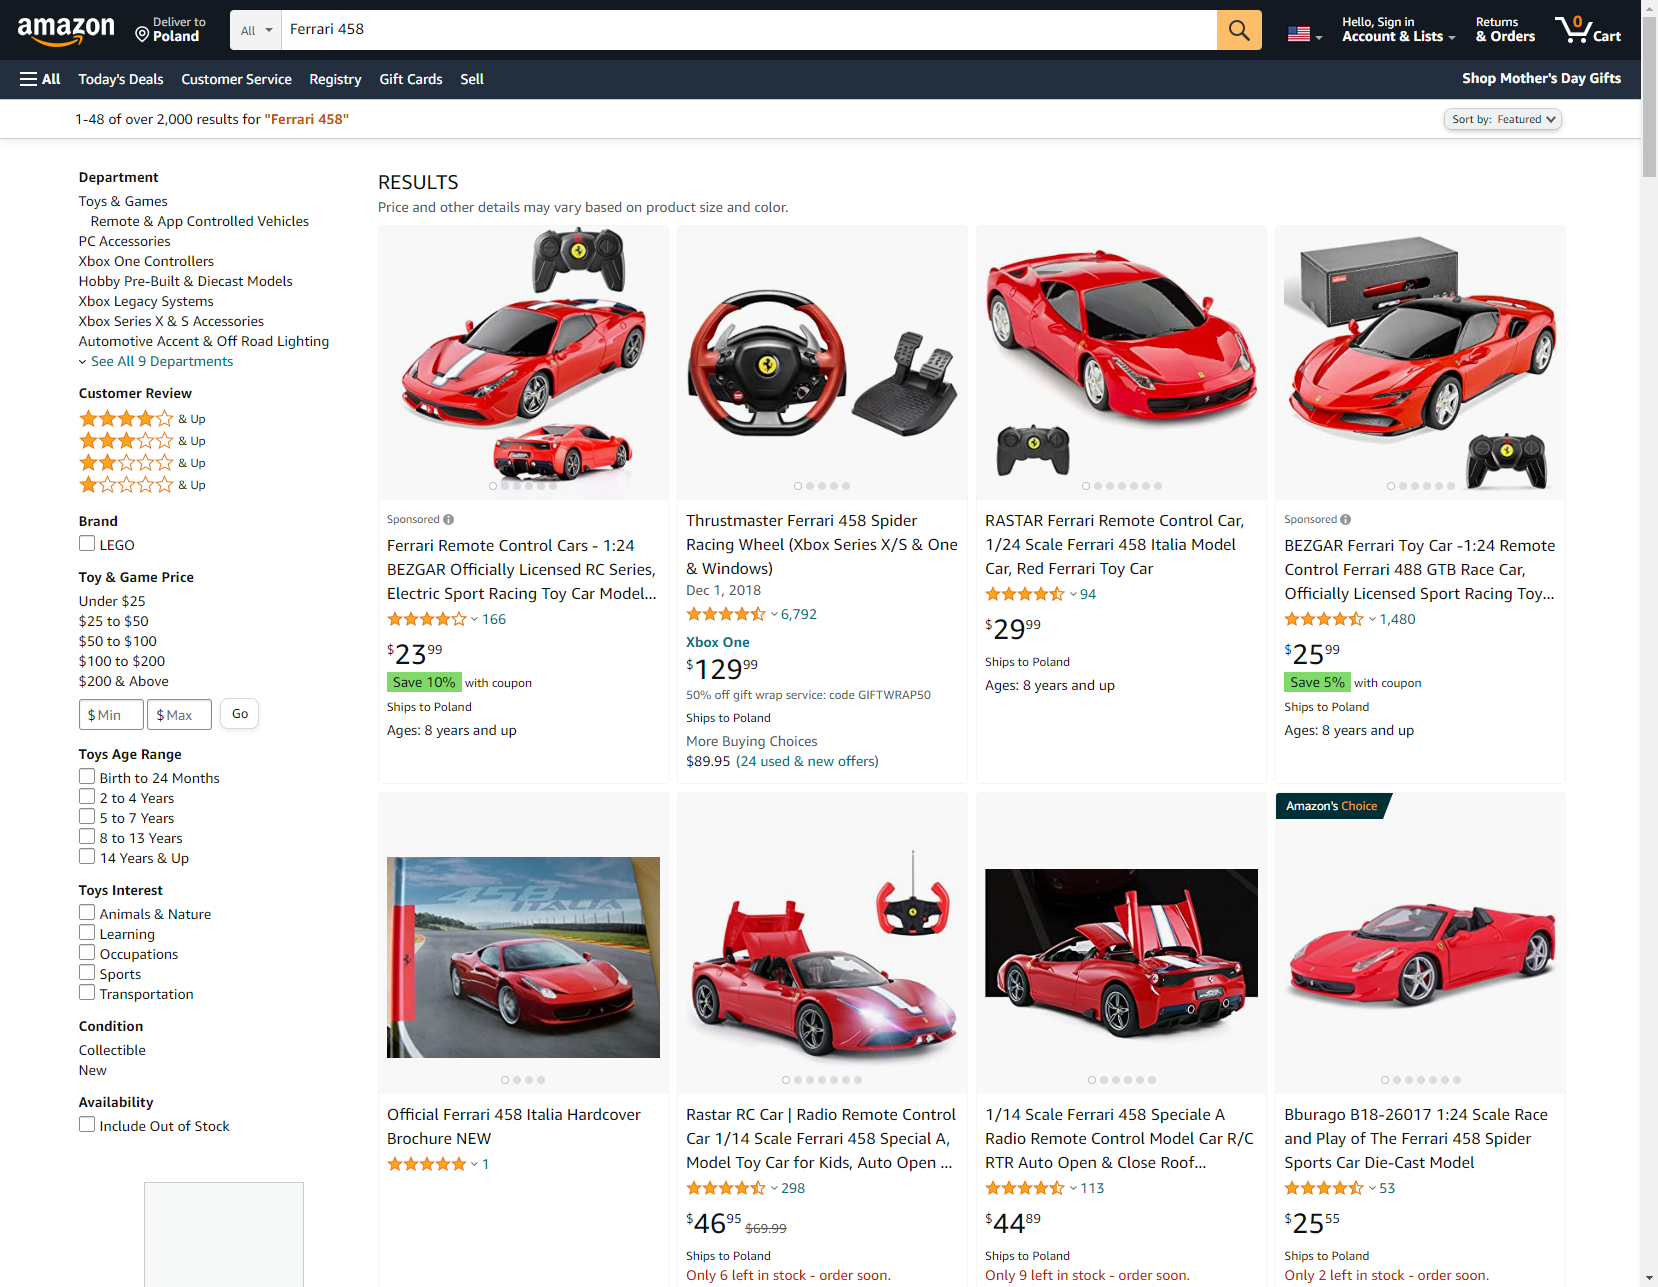 amazon
Deliver to
Poland
All
Ferrari 458
Hello, Sign in
Account & Lists
Returns
& Orders
0
Cart
All
Today's Deals
Customer Service
Registry
Gift Cards
Sell
Shop Mother's Day Gifts
1-48 of over 2,000 results for "Ferrari 458"
Sort by: Featured
Department
Toys & Games
Remote & App Controlled Vehicles
PC Accessories
Xbox One Controllers
Hobby Pre-Built & Diecast Models
Xbox Legacy Systems
Xbox Series X & S Accessories
Automotive Accent & Off Road Lighting
See All 9 Departments
Customer Review
& Up
& Up
& Up
& Up
Brand
LEGO
Toy & Game Price
Under $25
$25 to $50
$50 to $100
$100 to $200
$200 & Above
$ Min
$ Max
Go
Toys Age Range
Birth to 24 Months
2 to 4 Years
5 to 7 Years
8 to 13 Years
14 Years & Up
Toys Interest
Animals & Nature
Learning
Occupations
Sports
Transportation
Condition
Collectible
New
Availability
Include Out of Stock
RESULTS
Price and other details may vary based on product size and color.
Sponsored
Ferrari Remote Control Cars - 1:24
BEZGAR Officially Licensed RC Series,
Electric Sport Racing Toy Car Model...
166
$23 99
Save 10% with coupon
Ships to Poland
Ages: 8 years and up
Thrustmaster Ferrari 458 Spider
Racing Wheel (Xbox Series X/S & One
& Windows)
Dec 1, 2018
6,792
Xbox One
$129 99
50% off gift wrap service: code GIFTWRAP50
Ships to Poland
More Buying Choices
$89.95 (24 used & new offers)
RASTAR Ferrari Remote Control Car,
1/24 Scale Ferrari 458 Italia Model
Car, Red Ferrari Toy Car
94
$29 99
Ships to Poland
Ages: 8 years and up
Sponsored
BEZGAR Ferrari Toy Car -1:24 Remote
Control Ferrari 488 GTB Race Car,
Officially Licensed Sport Racing Toy...
1,480
$25 99
Save 5% with coupon
Ships to Poland
Ages: 8 years and up
458
ITALIA
Official Ferrari 458 Italia Hardcover
Brochure NEW
1
Rastar RC Car | Radio Remote Control
Car 1/14 Scale Ferrari 458 Special A,
Model Toy Car for Kids, Auto Open ...
298
$46 95 $69.99
Ships to Poland
Only 6 left in stock - order soon.
1/14 Scale Ferrari 458 Speciale A
Radio Remote Control Model Car R/C
RTR Auto Open & Close Roof...
113
$44 89
Ships to Poland
Only 9 left in stock - order soon.
Amazon's Choice
Bburago B18-26017 1:24 Scale Race
and Play of The Ferrari 458 Spider
Sports Car Die-Cast Model
53
$25 55
Ships to Poland
Only 2 left in stock - order soon.